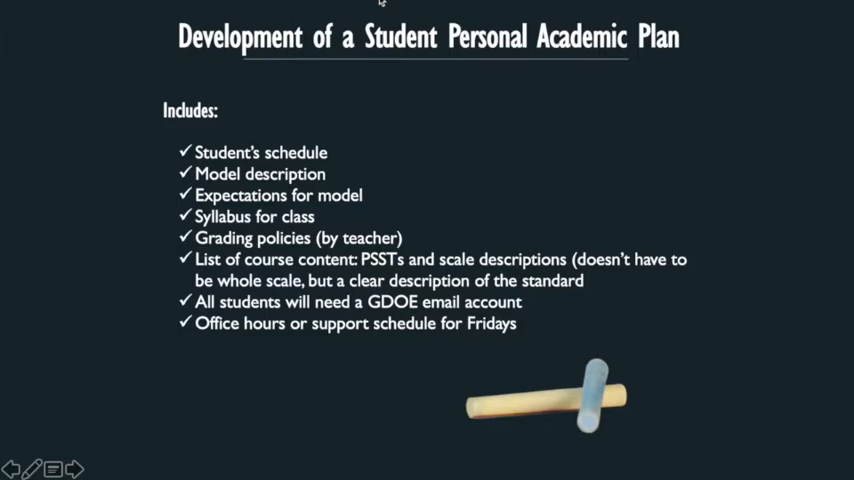 Development of a Student Personal Academic Plan
Includes:
✓ Student's schedule
✓ Model description
✓ Expectations for model
✓ Syllabus for class
✓ Grading policies (by teacher)
✓ List of course content: PSSTs and scale descriptions (doesn't have to
be whole scale, but a clear description of the standard
✓ All students will need a GDOE email account
✓ Office hours or support schedule for Fridays